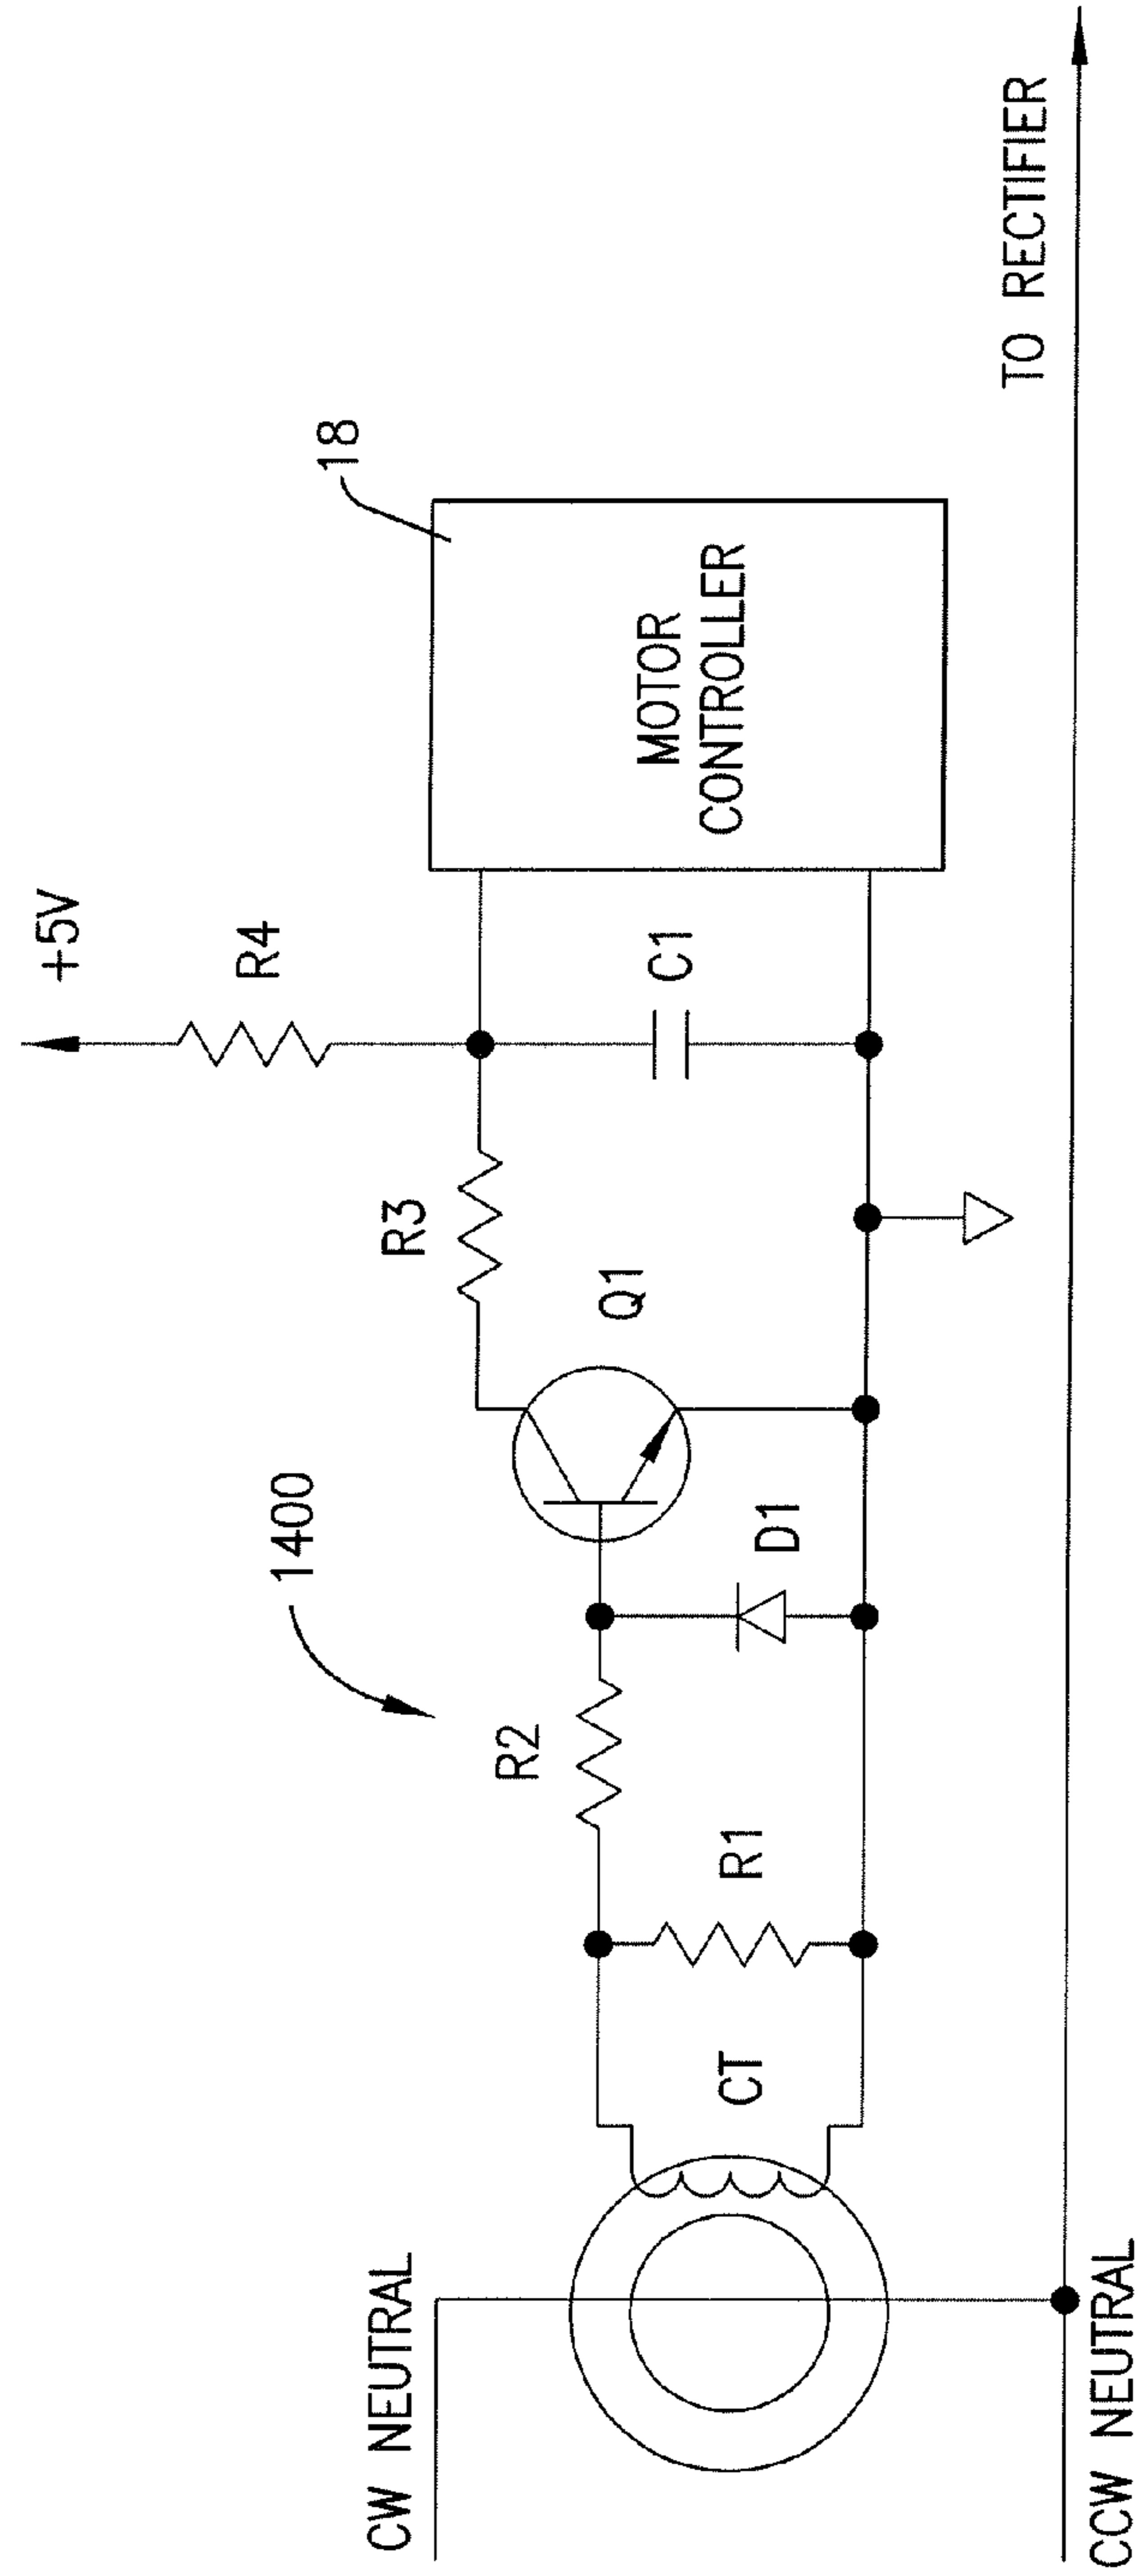 +5V
R4
18
1400
R3
Q1
C1
MOTOR
CONTROLLER
R2
D1
R1
CT
CW NEUTRAL
CCW NEUTRAL
TO RECTIFIER